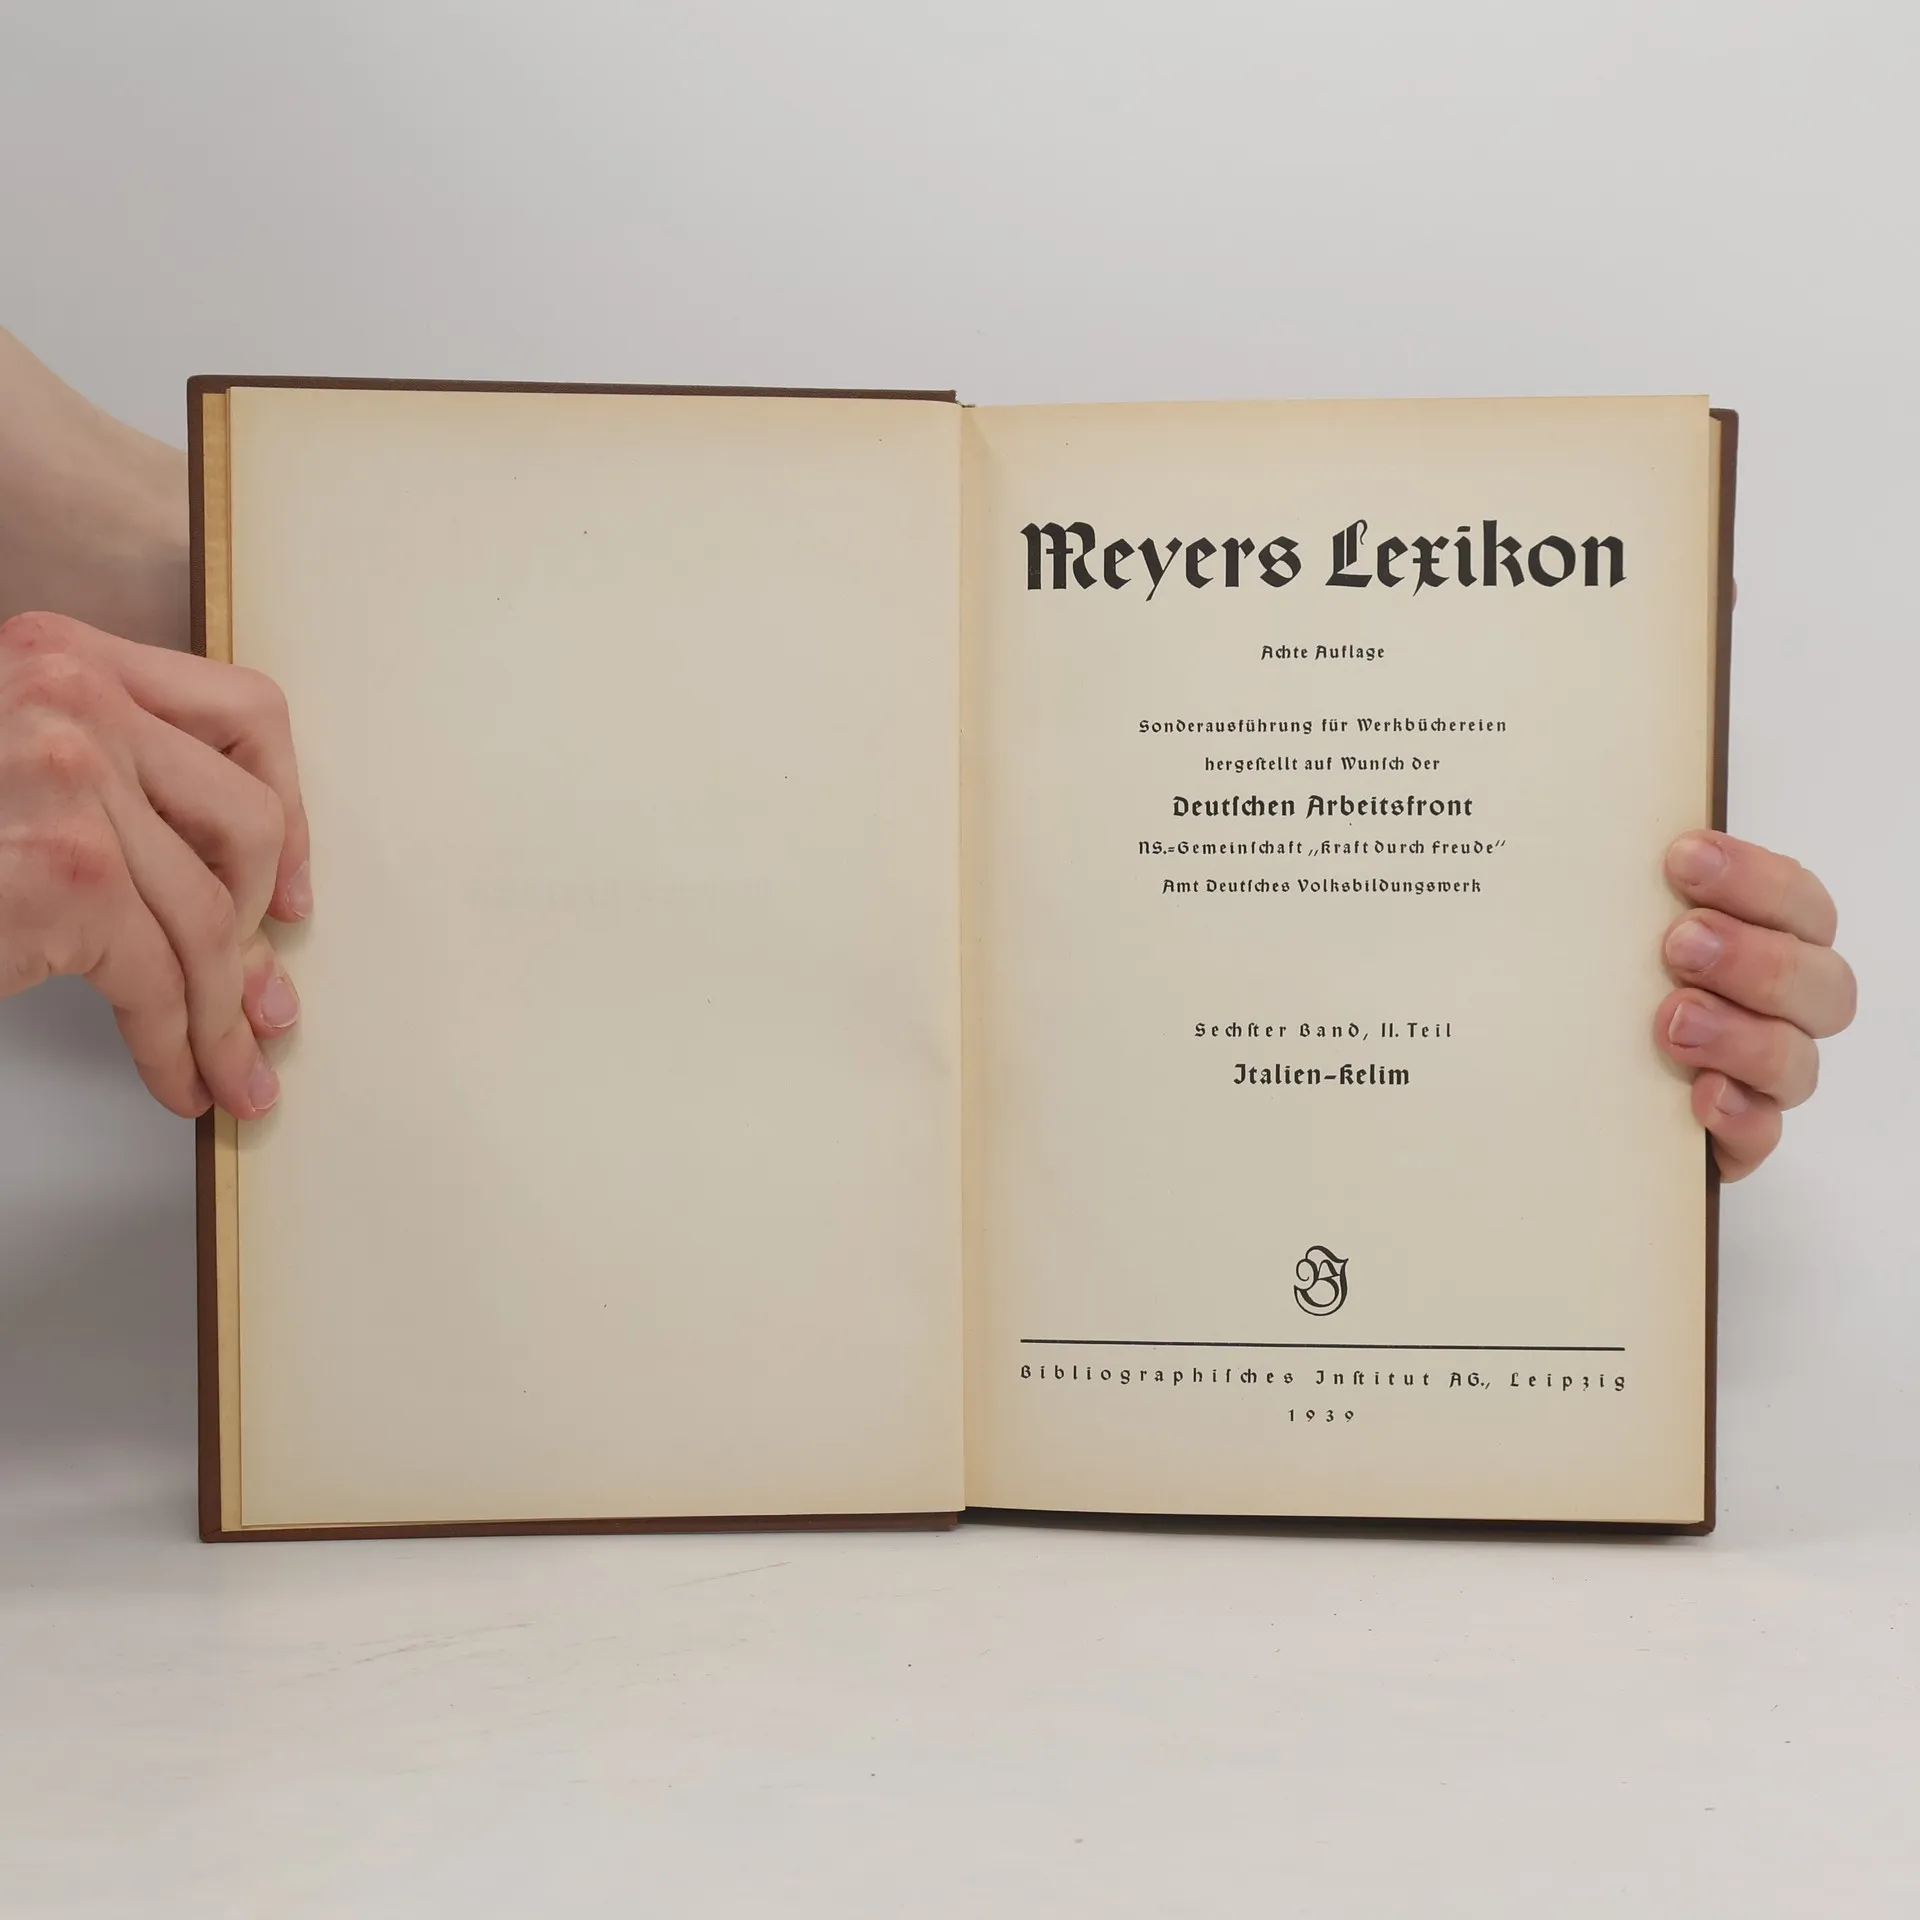 Meyers Lexikon
Achte Auflage
Sonderausführung für Werkbüchereien
hergeſtellt auf Wunſch der
Deutſchen Arbeitsfront
NS.=Gemeinſchaft „Kraft durch Freude“
Amt Deutſches Volksbildungswerk
Sechſter Band, II. Teil
Italien–Kelim
BI
Bibliographiſches Inſtitut AG., Leipzig
1939